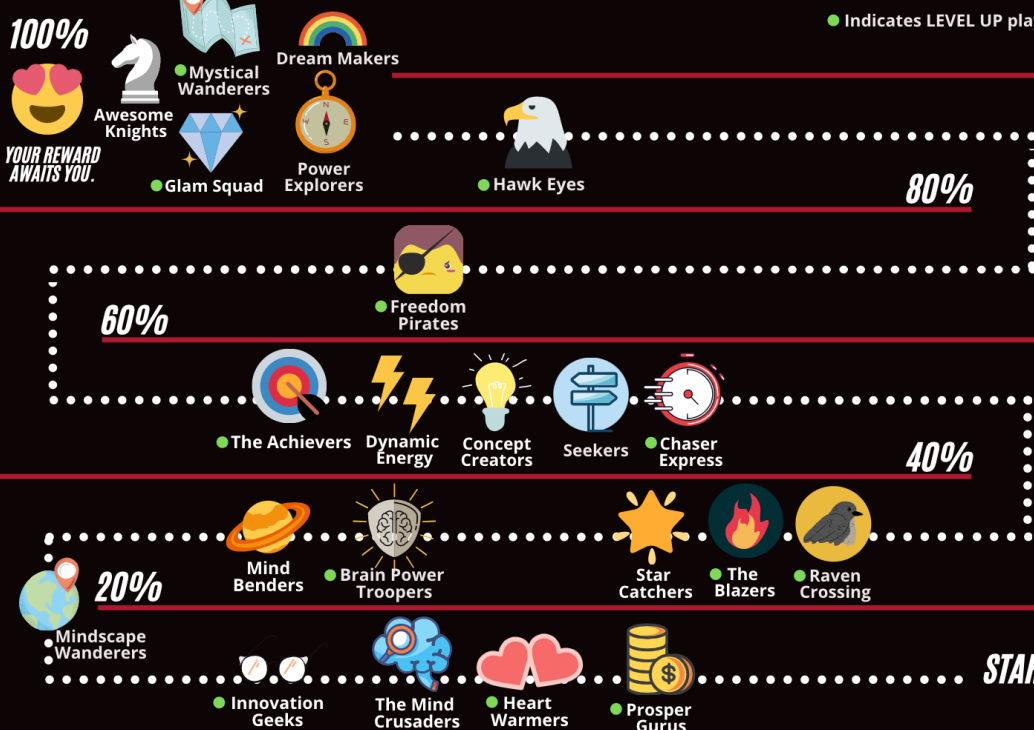 100%
Indicates LEVEL UP
Mystical
Wanderers
Dream Makers
Awesome
Knights
YOUR REWARD
AWAITS YOU.
Glam Squad
N
E
S
Power
Explorers
Hawk Eyes
80%
Freedom
Pirates
60%
The Achievers
Dynamic
Energy
Concept
Creators
Seekers
Chaser
Express
40%
Mind
Benders
Brain Power
Troopers
Star
Catchers
The
Blazers
Raven
Crossing
20%
Mindscape
Wanderers
Innovation
Geeks
The Mind
Crusaders
Heart
Warmers
$
Prosper
Gurus